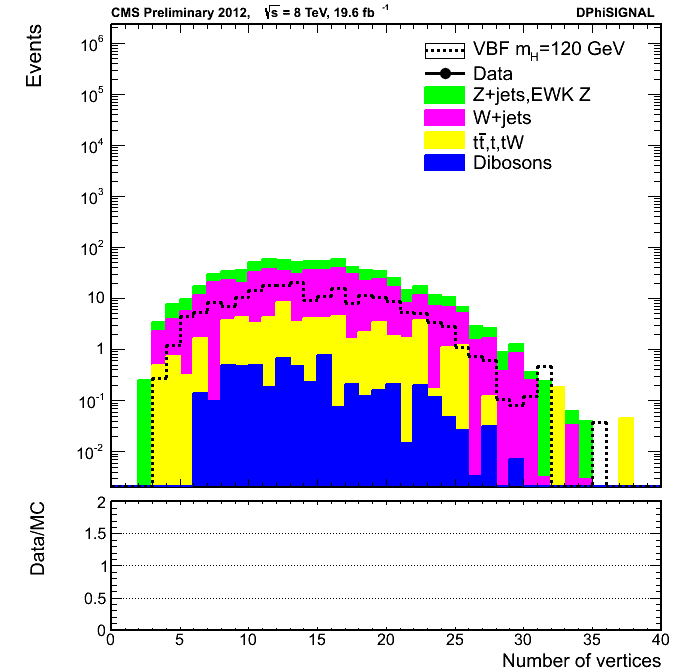 CMS Preliminary 2012, √s = 8 TeV, 19.6 fb⁻¹ DPhiSIGNAL
Events
10⁶
10⁵
10⁴
10³
10²
10
1
10⁻¹
10⁻²
VBF m_H=120 GeV
Data
Z+jets,EWK Z
W+jets
tt̄,t,tW
Dibosons
Data/MC
2
1.5
1
0.5
0
0 5 10 15 20 25 30 35 40
Number of vertices